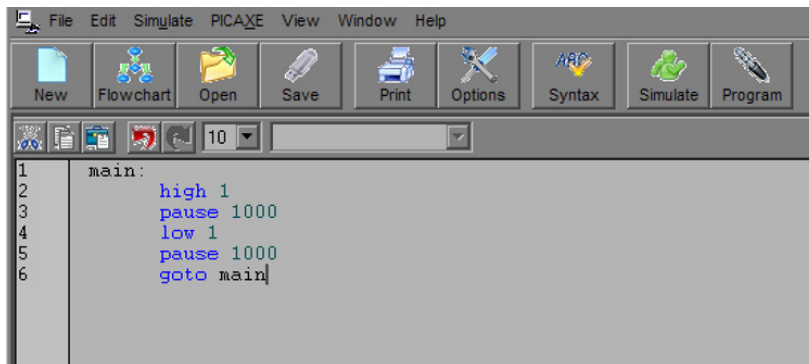 File Edit Simulate PICAXE View Window Help
New Flowchart Open Save Print Options Syntax Simulate Program
10
1 main:
2 high 1
3 pause 1000
4 low 1
5 pause 1000
6 goto main